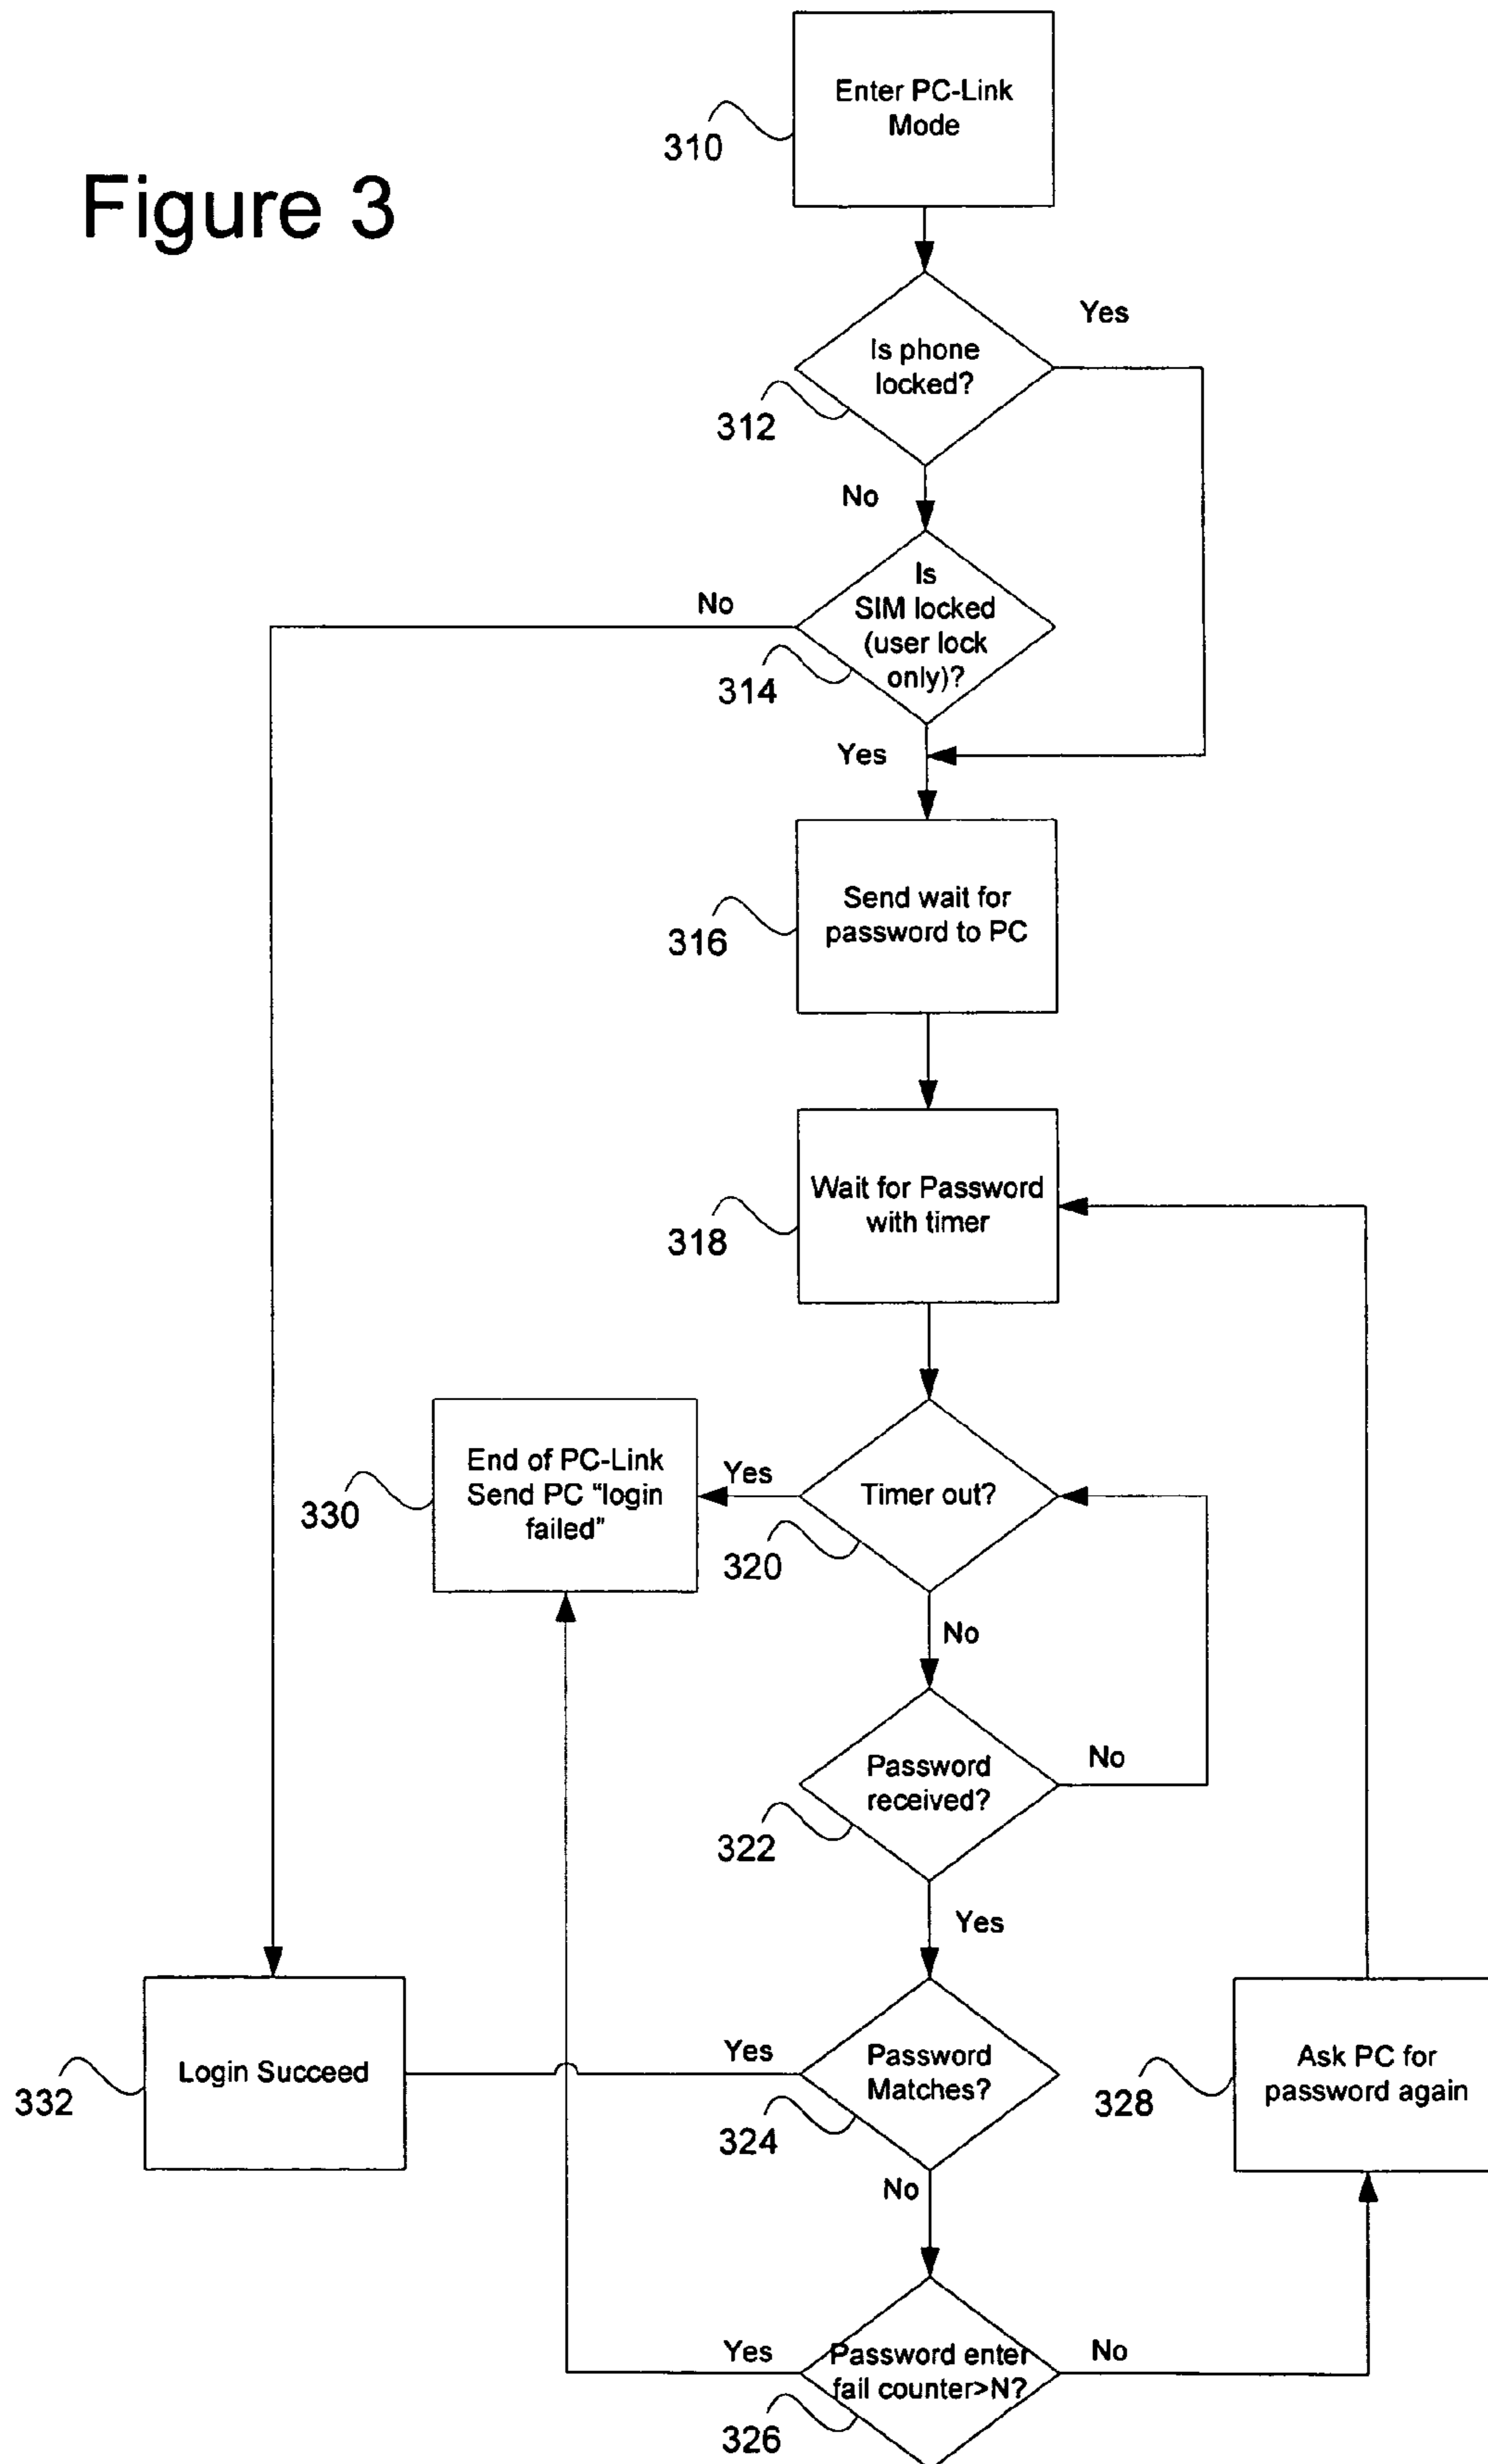 Figure 3
Enter PC-Link
Mode
310
Is phone
locked?
Yes
312
No
Is
SIM locked
(user lock
only)?
No
314
Yes
Send wait for
password to PC
316
Wait for Password
with timer
318
End of PC-Link
Send PC "login
failed"
330
Yes
Timer out?
320
No
Password
received?
No
322
Yes
Login Succeed
332
Yes
Password
Matches?
324
Ask PC for
password again
328
No
Yes
Password enter
fail counter>N?
No
326